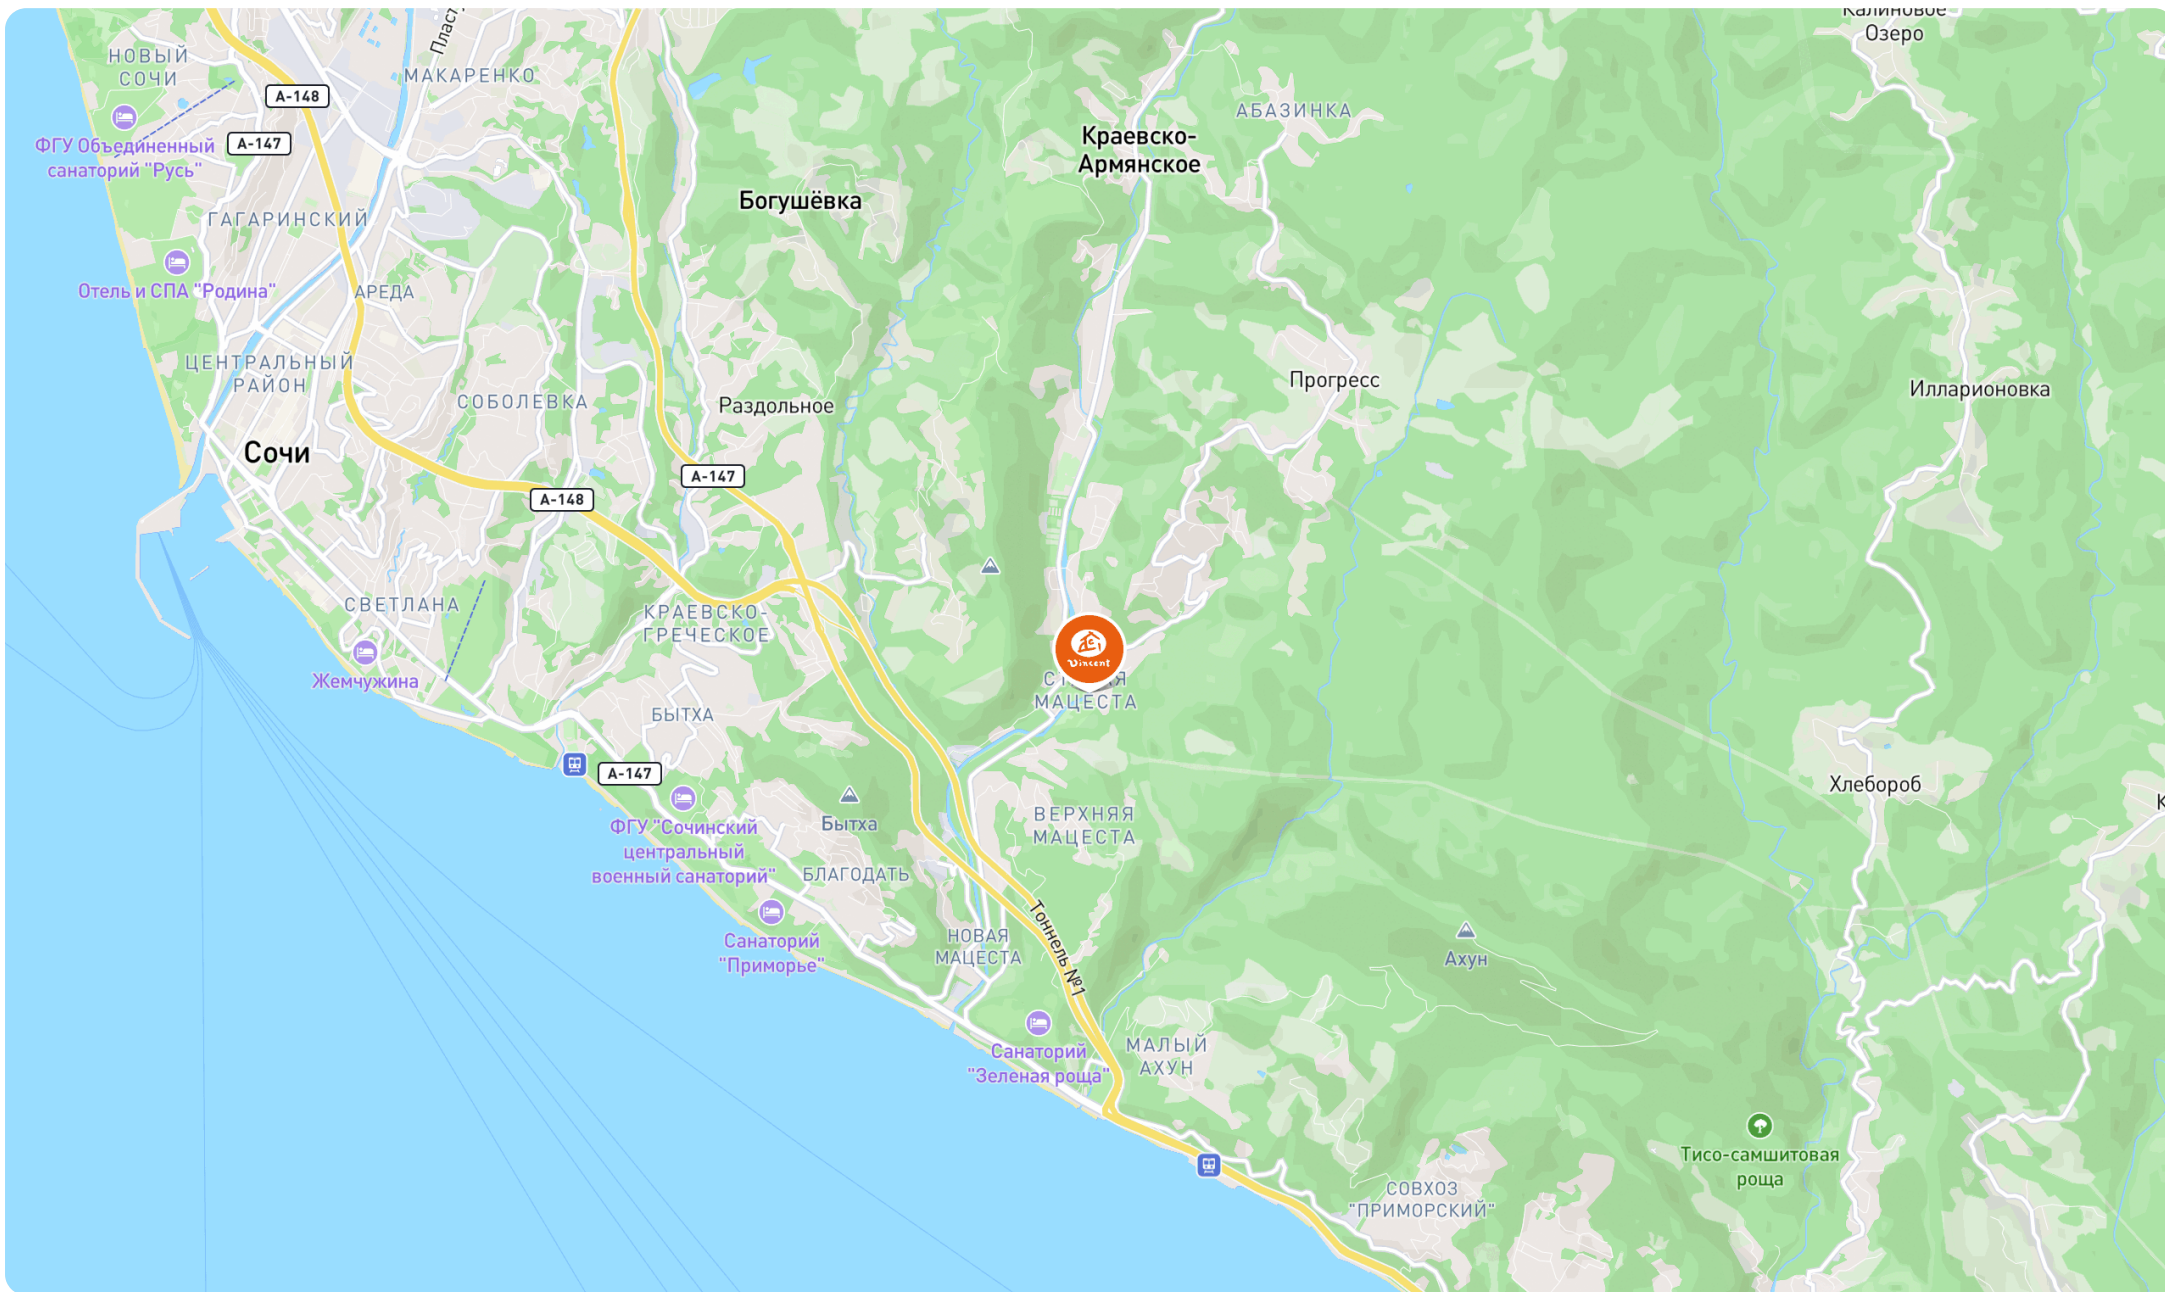 Калиновое
Озеро
НОВЫЙ
СОЧИ
Пласт
МАКАРЕНКО
А-148
А-147
ФГУ Объединенный
санаторий "Русь"
АБАЗИНКА
Краевско-
Армянское
Богушёвка
ГАГАРИНСКИЙ
Отель и СПА "Родина"
АРЕДА
ЦЕНТРАЛЬНЫЙ
РАЙОН
СОБОЛЕВКА
Раздольное
Прогресс
Илларионовка
Сочи
А-148
А-147
СВЕТЛАНА
КРАЕВСКО-
ГРЕЧЕСКОЕ
Жемчужина
Vincent
МАЦЕСТА
БЫТХА
А-147
Бытха
ФГУ "Сочинский
центральный
военный санаторий"
ВЕРХНЯЯ
МАЦЕСТА
Хлебороб
К
БЛАГОДАТЬ
Тоннель №1
Санаторий
"Приморье"
НОВАЯ
МАЦЕСТА
Ахун
Санаторий
"Зеленая роща"
МАЛЫЙ
АХУН
Тисо-самшитовая
роща
СОВХОЗ
"ПРИМОРСКИЙ"